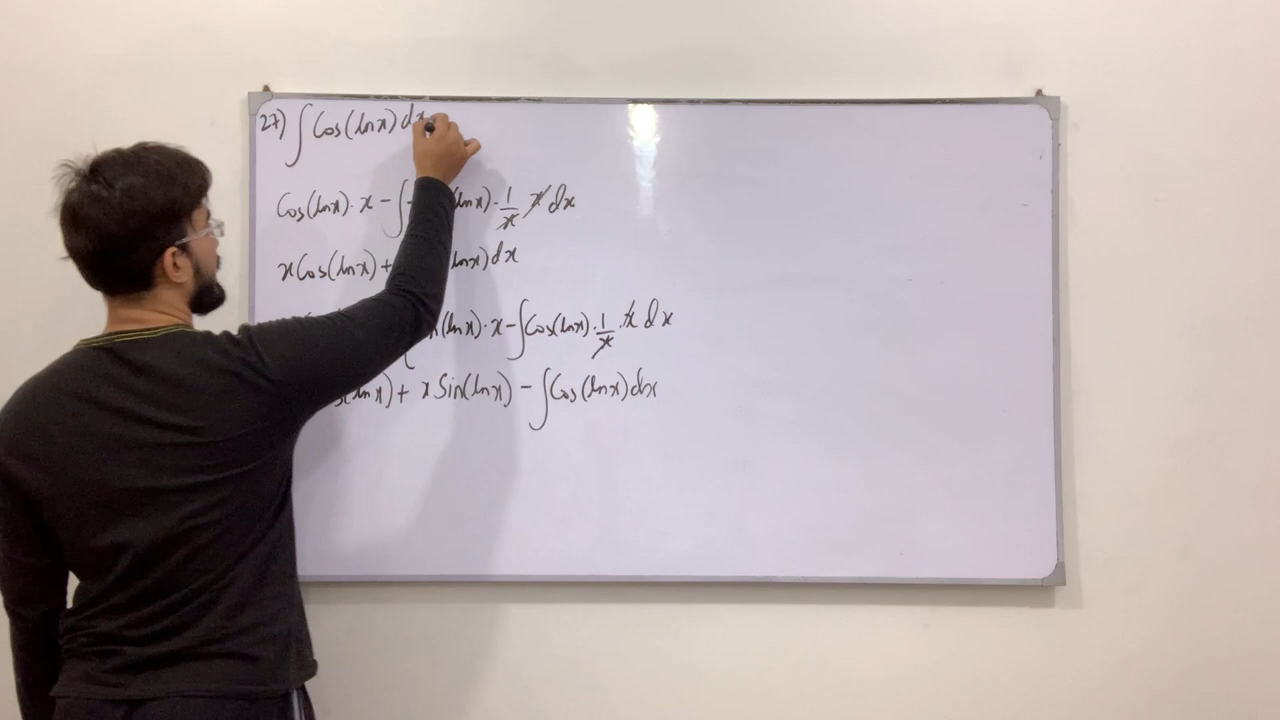 27) ∫ Cos(lnx) dx
Cos(lnx) · x − ∫ (lnx) · 1/x x dx
x Cos(lnx) + (lnx) dx
(lnx) · x − ∫ Cos(lnx) · 1/x · x dx
(lnx) + x Sin(lnx) − ∫ Cos(lnx) dx